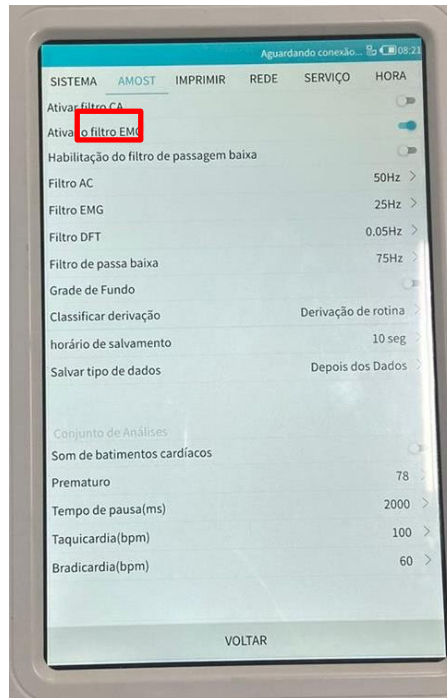 Aguardando conexão... 08:21
SISTEMA AMOST IMPRIMIR REDE SERVIÇO HORA
Ativar filtro CA
Ativar o filtro EMG
Habilitação do filtro de passagem baixa
Filtro AC 50Hz
Filtro EMG 25Hz
Filtro DFT 0.05Hz
Filtro de passa baixa 75Hz
Grade de Fundo
Classificar derivação Derivação de rotina
horário de salvamento 10 seg
Salvar tipo de dados Depois dos Dados
Conjunto de Análises
Som de batimentos cardíacos
Prematuro 78
Tempo de pausa(ms) 2000
Taquicardia(bpm) 100
Bradicardia(bpm) 60
VOLTAR